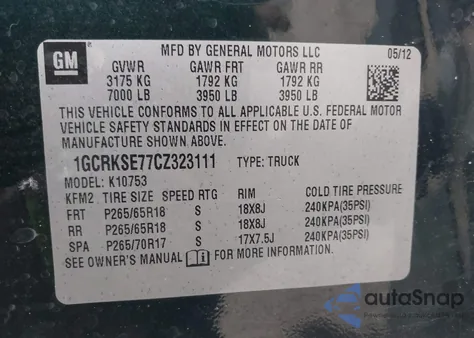 GM
MFD BY GENERAL MOTORS LLC 05/12
GVWR GAWR FRT GAWR RR
3175 KG 1792 KG 1792 KG
7000 LB 3950 LB 3950 LB
THIS VEHICLE CONFORMS TO ALL APPLICABLE U.S. FEDERAL MOTOR
VEHICLE SAFETY STANDARDS IN EFFECT ON THE DATE OF
MANUFACTURE SHOWN ABOVE.
1GCRKSE77CZ323111 TYPE: TRUCK
MODEL: K10753
KFM2 TIRE SIZE SPEED RTG RIM COLD TIRE PRESSURE
FRT P265/65R18 S 18X8J 240KPA(35PSI)
RR P265/65R18 S 18X8J 240KPA(35PSI)
SPA P265/70R17 S 17X7.5J 240KPA(35PSI)
SEE OWNER'S MANUAL i FOR MORE INFORMATION.
autoSnap